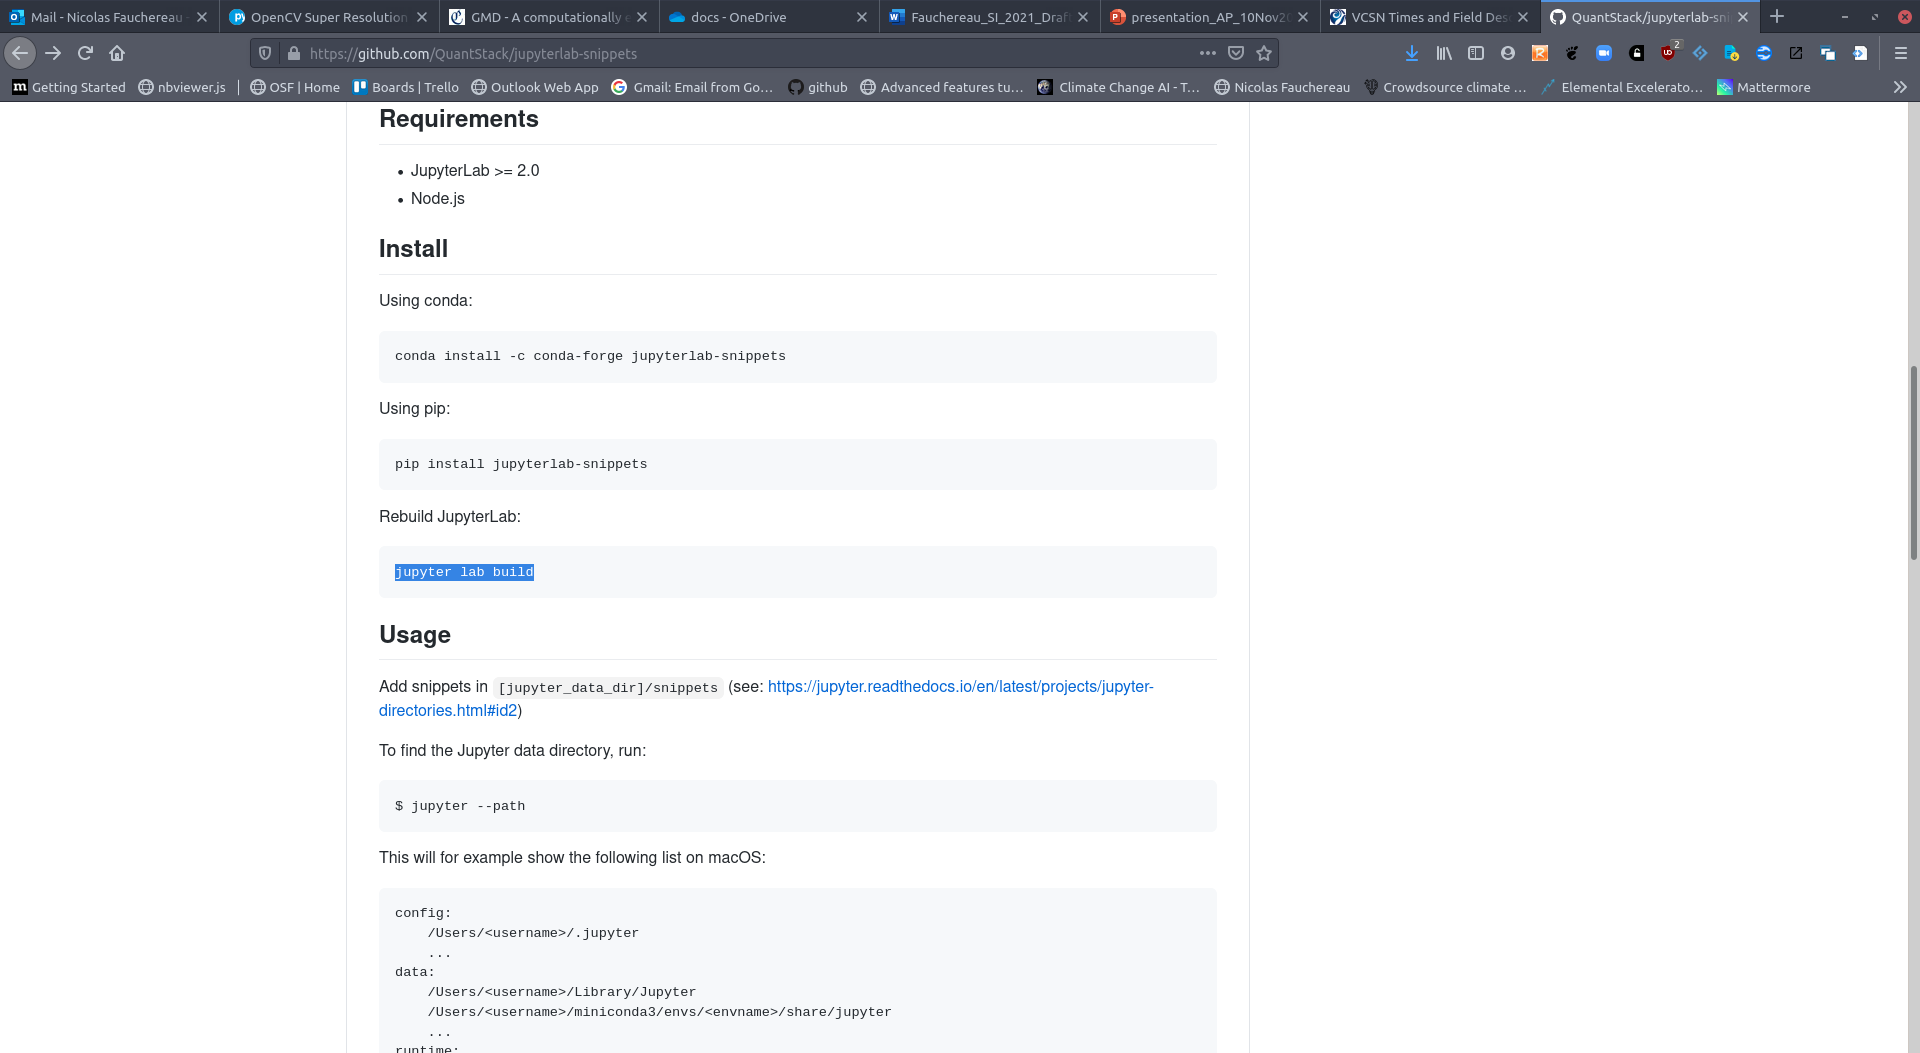 Mail - Nicolas Fauchereau -
OpenCV Super Resolution
GMD - A computationally e
docs - OneDrive
Fauchereau_SI_2021_Draft
presentation_AP_10Nov20
VCSN Times and Field Des
QuantStack/jupyterlab-sni
https://github.com/QuantStack/jupyterlab-snippets
2
Getting Started
nbviewer.js
OSF | Home
Boards | Trello
Outlook Web App
Gmail: Email from Go…
github
Advanced features tu…
Climate Change AI - T…
Nicolas Fauchereau
Crowdsource climate …
Elemental Excelerato…
Mattermore
Requirements
• JupyterLab >= 2.0
• Node.js
Install
Using conda:
conda install -c conda-forge jupyterlab-snippets
Using pip:
pip install jupyterlab-snippets
Rebuild JupyterLab:
jupyter lab build
Usage
Add snippets in [jupyter_data_dir]/snippets (see: https://jupyter.readthedocs.io/en/latest/projects/jupyter-
directories.html#id2)
To find the Jupyter data directory, run:
$ jupyter --path
This will for example show the following list on macOS:
config:
    /Users/<username>/.jupyter
    ...
data:
    /Users/<username>/Library/Jupyter
    /Users/<username>/miniconda3/envs/<envname>/share/jupyter
    ...
runtime: